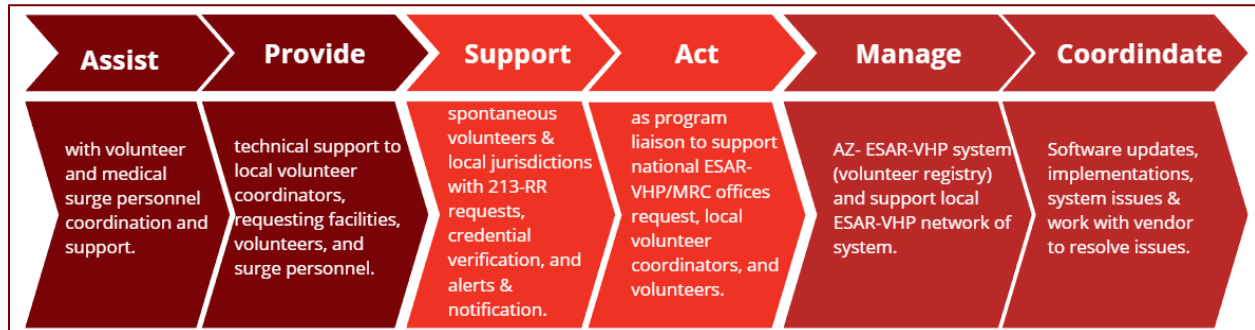 Assist
Provide
Support
Act
Manage
Coordindate
with volunteer
and medical
surge personnel
coordination and
support.
technical support to
local volunteer
coordinators,
requesting facilities,
volunteers, and
surge personnel.
spontaneous
volunteers &
local jurisdictions
with 213-RR
requests,
credential
verification, and
alerts &
notification.
as program
liaison to support
national ESAR-
VHP/MRC offices
request, local
volunteer
coordinators, and
volunteers.
AZ- ESAR-VHP system
(volunteer registry)
and support local
ESAR-VHP network of
system.
Software updates,
implementations,
system issues &
work with vendor
to resolve issues.